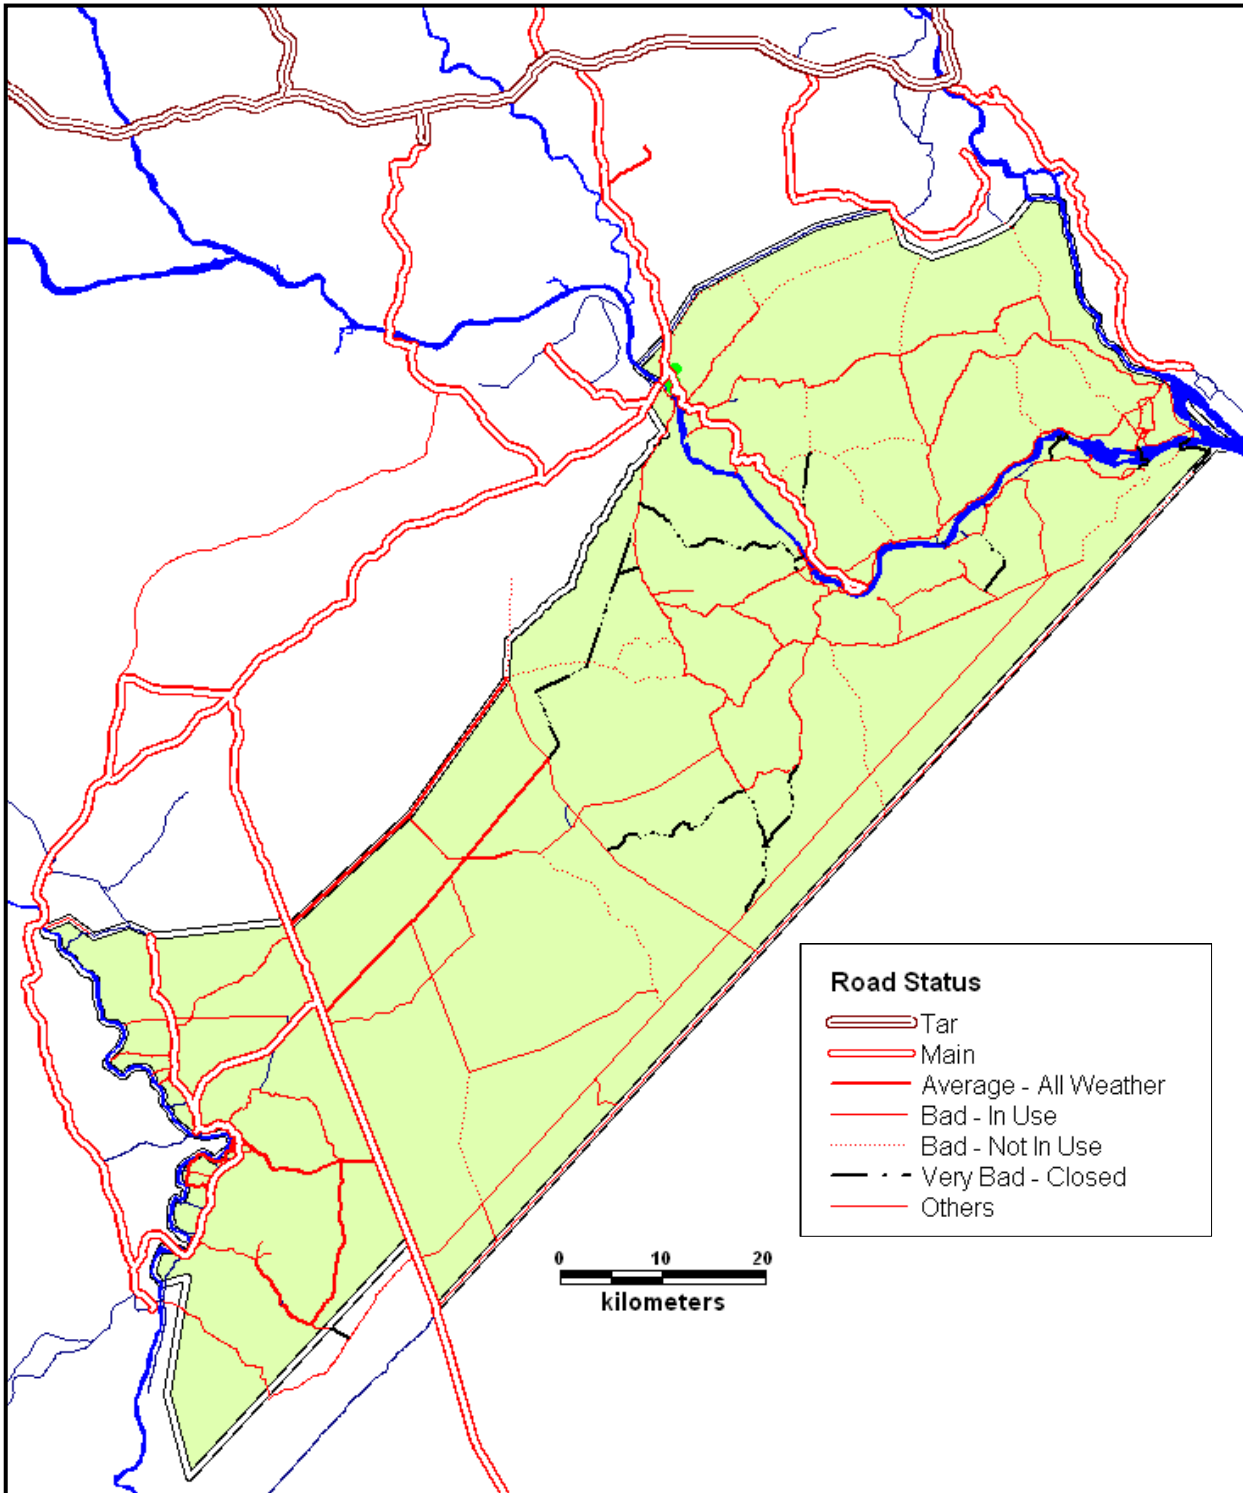 Road Status
Tar
Main
Average - All Weather
Bad - In Use
Bad - Not In Use
Very Bad - Closed
Others
0 10 20
kilometers